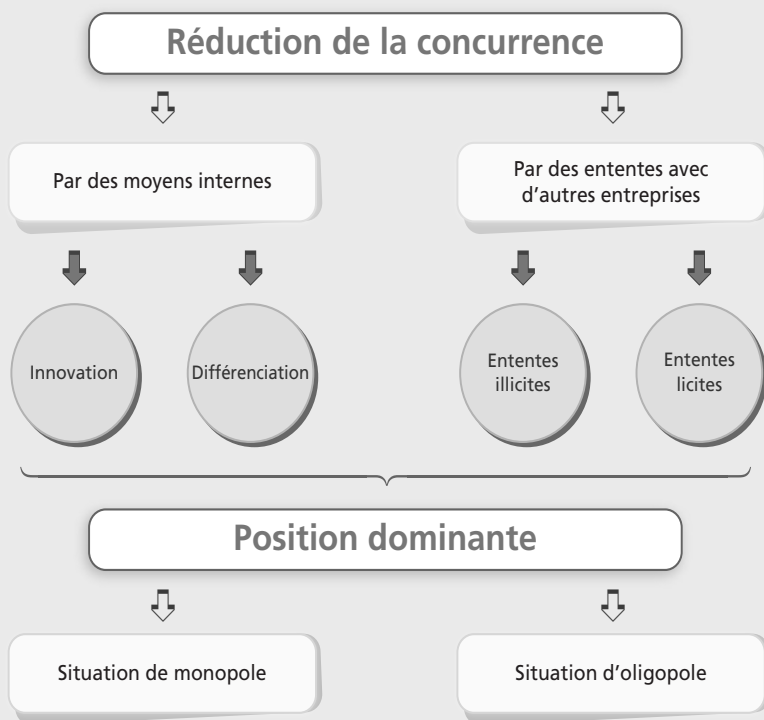 Réduction de la concurrence
Par des moyens internes
Par des ententes avec
d'autres entreprises
Innovation
Différenciation
Ententes
illicites
Ententes
licites
Position dominante
Situation de monopole
Situation d'oligopole